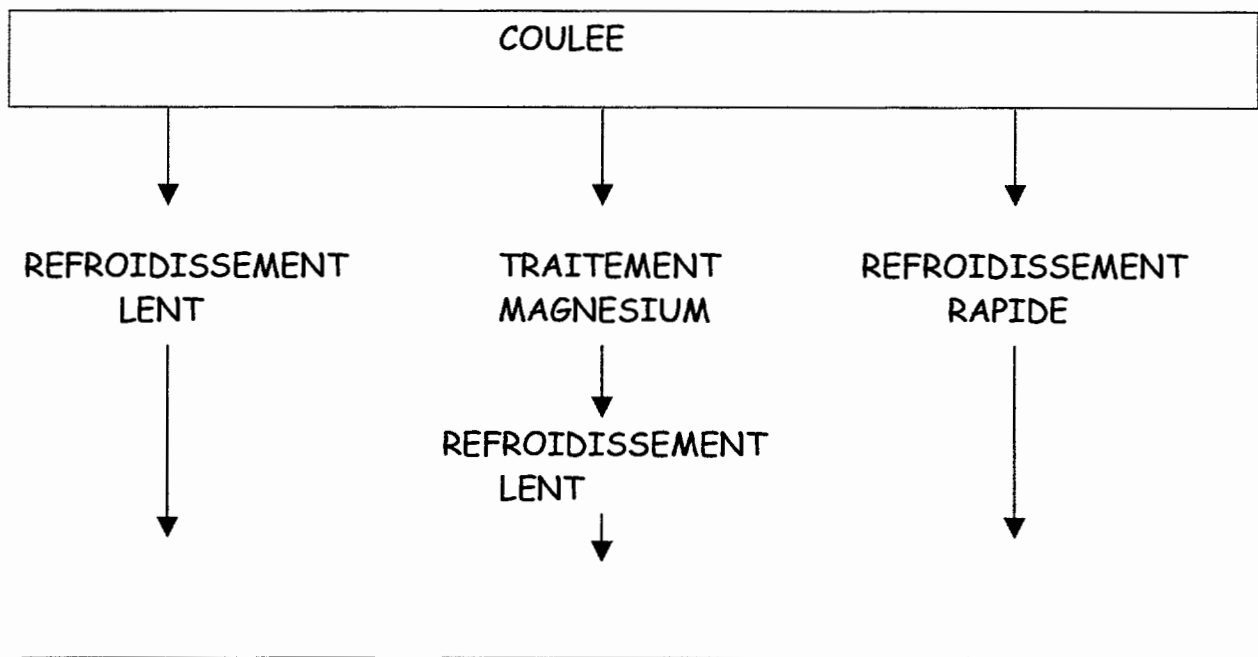 COULEE
REFROIDISSEMENT
LENT
TRAITEMENT
MAGNESIUM
REFROIDISSEMENT
LENT
REFROIDISSEMENT
RAPIDE